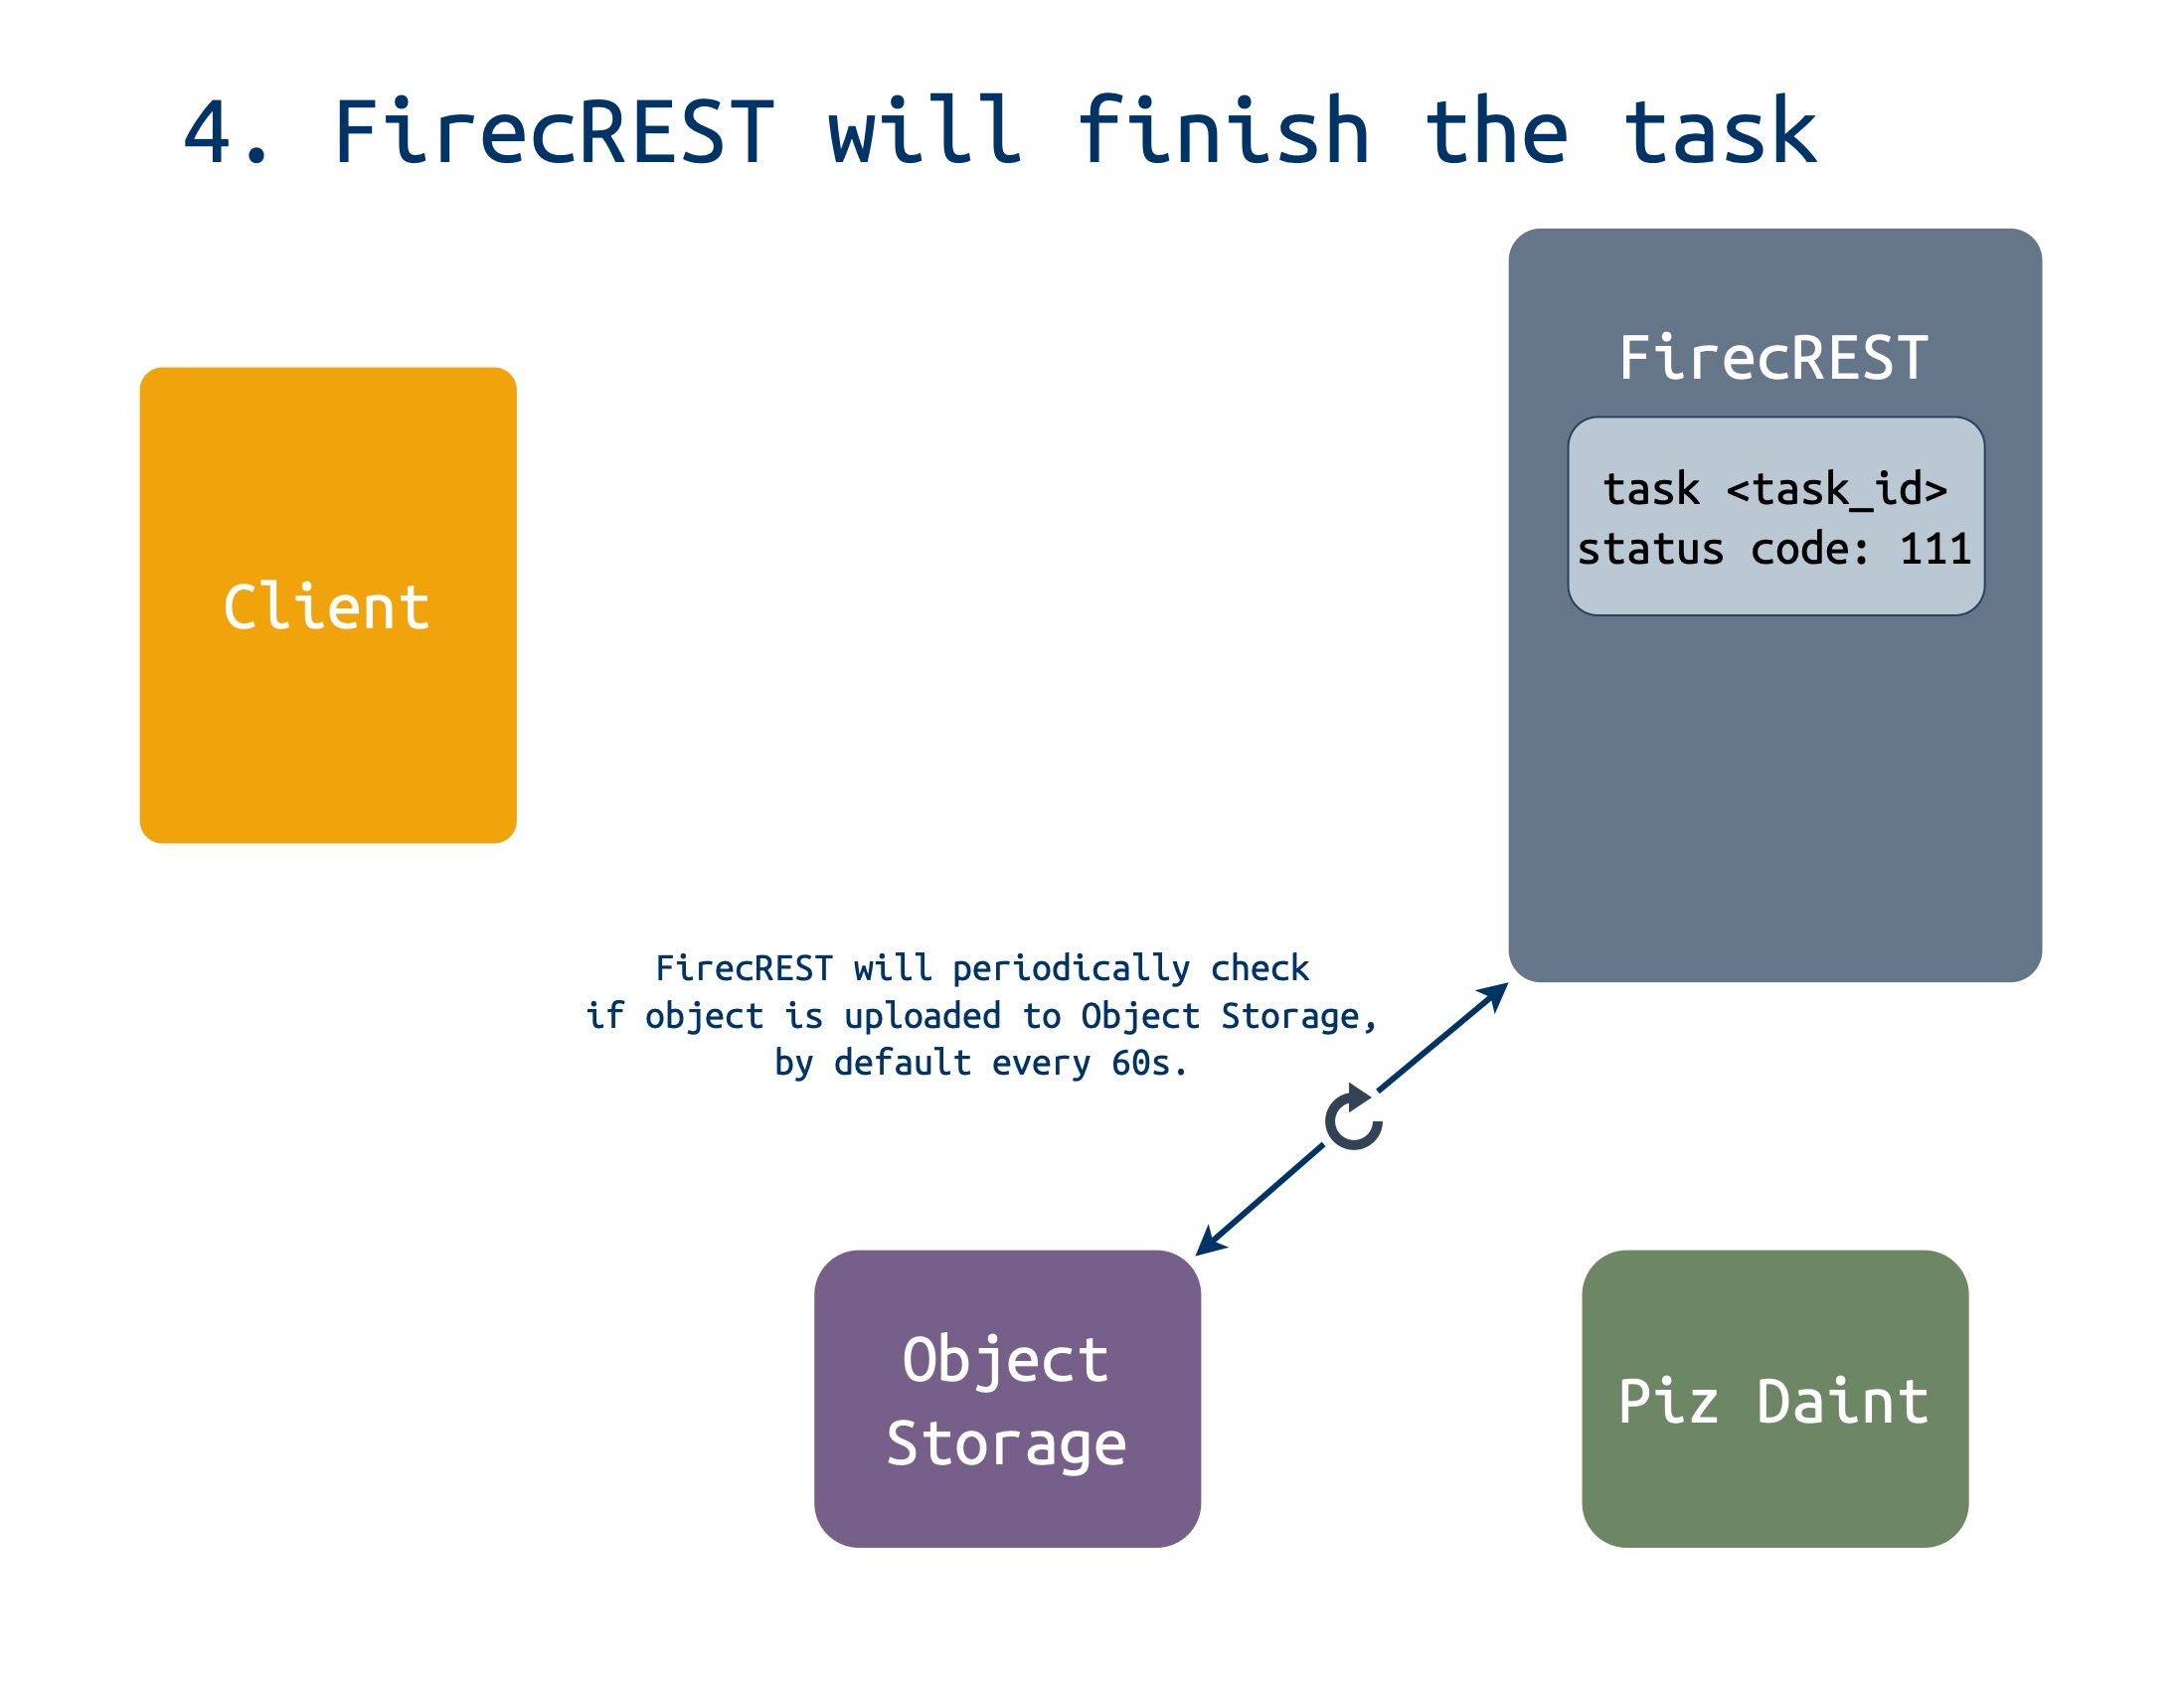 4. FirecREST will finish the task
FirecREST
task <task_id>
status code: 111
Client
FirecREST will periodically check
if object is uploaded to Object Storage,
by default every 60s.
Object
Storage
Piz Daint